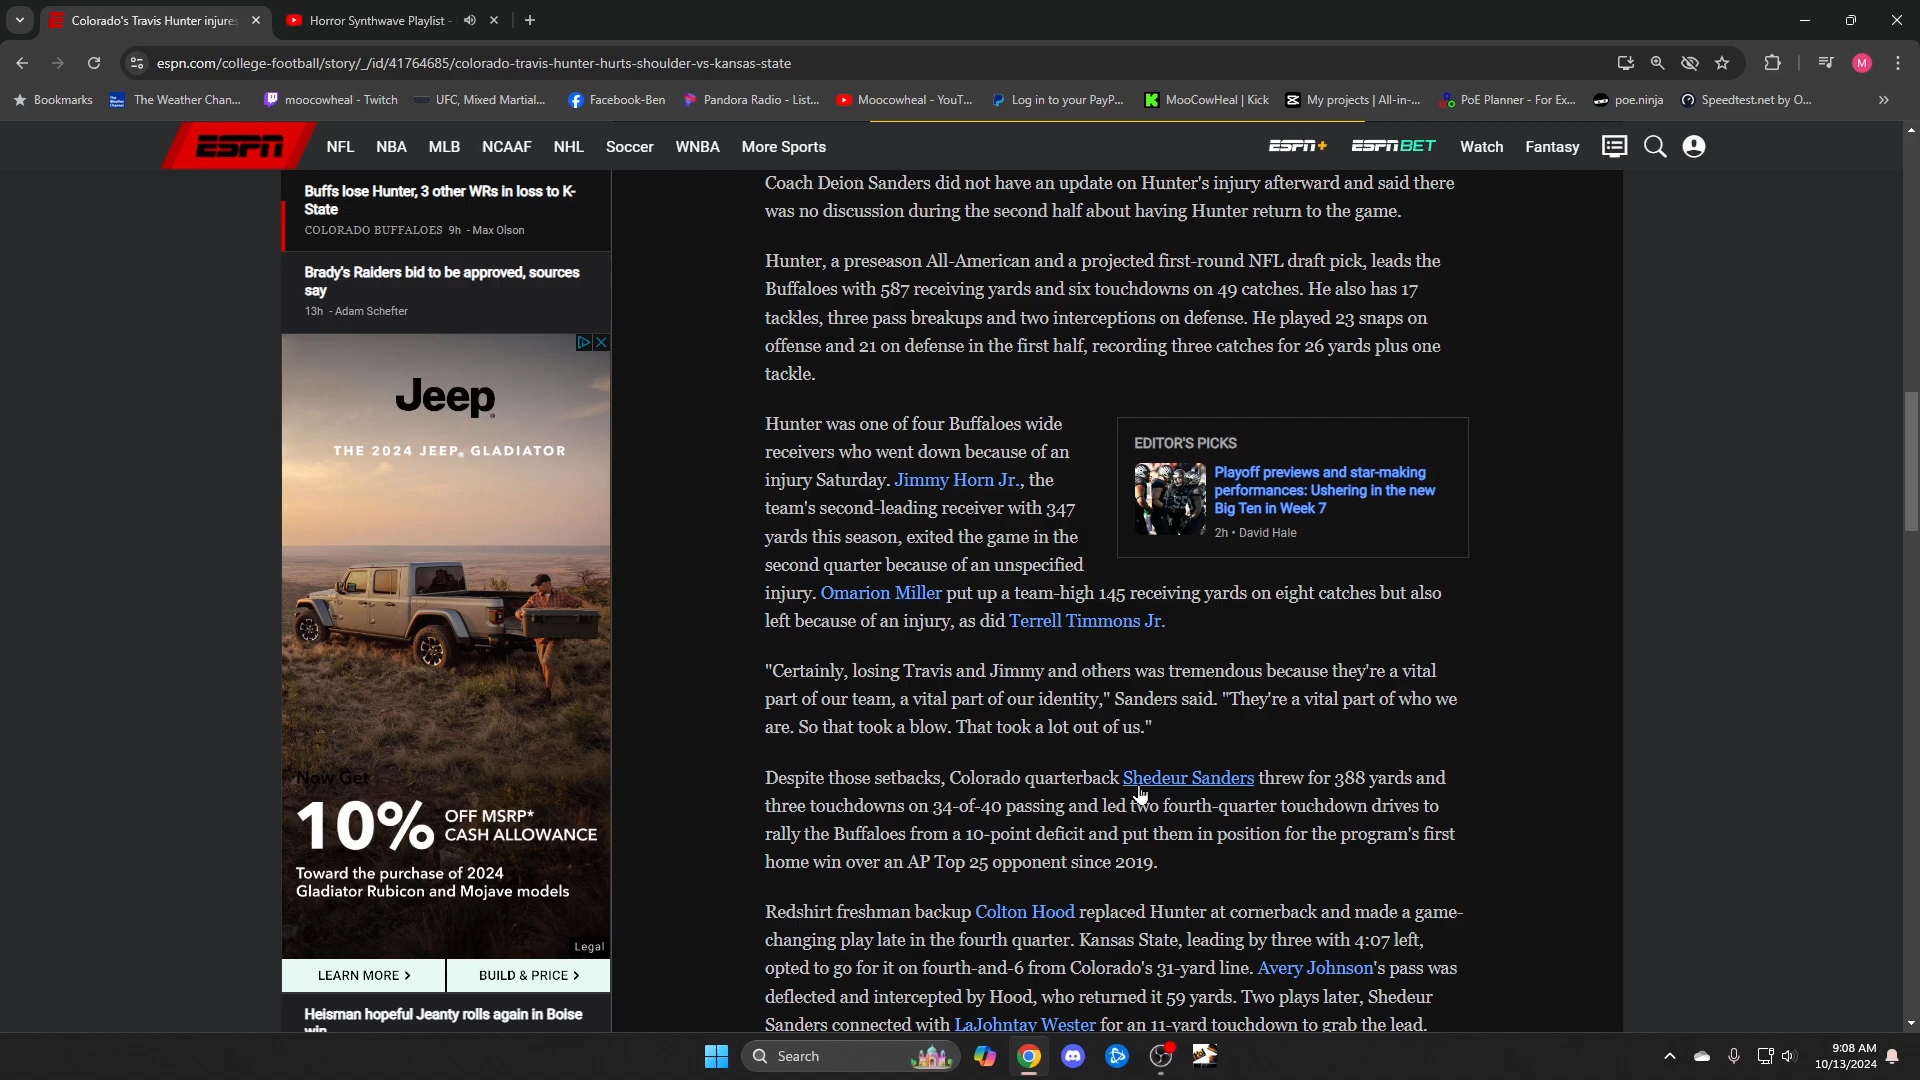 Colorado's Travis Hunter injures
Horror Synthwave Playlist -
espn.com/college-football/story/_/id/41764685/colorado-travis-hunter-hurts-shoulder-vs-kansas-state
M
Bookmarks
The Weather Chan...
moocowheal - Twitch
UFC, Mixed Martial...
Facebook-Ben
Pandora Radio - List...
Moocowheal - YouT...
Log in to your PayP...
MooCowHeal | Kick
My projects | All-in-...
PoE Planner - For Ex...
poe.ninja
Speedtest.net by O...
ESPN
NFL
NBA
MLB
NCAAF
NHL
Soccer
WNBA
More Sports
ESPN+
ESPN BET
Watch
Fantasy
Buffs lose Hunter, 3 other WRs in loss to K-
State
COLORADO BUFFALOES 9h - Max Olson
Brady's Raiders bid to be approved, sources
say
13h - Adam Schefter
Jeep
THE 2024 JEEP® GLADIATOR
Now Get
10% OFF MSRP*
CASH ALLOWANCE
Toward the purchase of 2024
Gladiator Rubicon and Mojave models
Legal
LEARN MORE >
BUILD & PRICE >
Heisman hopeful Jeanty rolls again in Boise
win
Coach Deion Sanders did not have an update on Hunter's injury afterward and said there
was no discussion during the second half about having Hunter return to the game.
Hunter, a preseason All-American and a projected first-round NFL draft pick, leads the
Buffaloes with 587 receiving yards and six touchdowns on 49 catches. He also has 17
tackles, three pass breakups and two interceptions on defense. He played 23 snaps on
offense and 21 on defense in the first half, recording three catches for 26 yards plus one
tackle.
Hunter was one of four Buffaloes wide
receivers who went down because of an
injury Saturday. Jimmy Horn Jr., the
team's second-leading receiver with 347
yards this season, exited the game in the
second quarter because of an unspecified
injury. Omarion Miller put up a team-high 145 receiving yards on eight catches but also
left because of an injury, as did Terrell Timmons Jr.
EDITOR'S PICKS
Playoff previews and star-making
performances: Ushering in the new
Big Ten in Week 7
2h • David Hale
"Certainly, losing Travis and Jimmy and others was tremendous because they're a vital
part of our team, a vital part of our identity," Sanders said. "They're a vital part of who we
are. So that took a blow. That took a lot out of us."
Despite those setbacks, Colorado quarterback Shedeur Sanders threw for 388 yards and
three touchdowns on 34-of-40 passing and led two fourth-quarter touchdown drives to
rally the Buffaloes from a 10-point deficit and put them in position for the program's first
home win over an AP Top 25 opponent since 2019.
Redshirt freshman backup Colton Hood replaced Hunter at cornerback and made a game-
changing play late in the fourth quarter. Kansas State, leading by three with 4:07 left,
opted to go for it on fourth-and-6 from Colorado's 31-yard line. Avery Johnson's pass was
deflected and intercepted by Hood, who returned it 59 yards. Two plays later, Shedeur
Sanders connected with LaJohntay Wester for an 11-yard touchdown to grab the lead.
Search
9:08 AM
10/13/2024